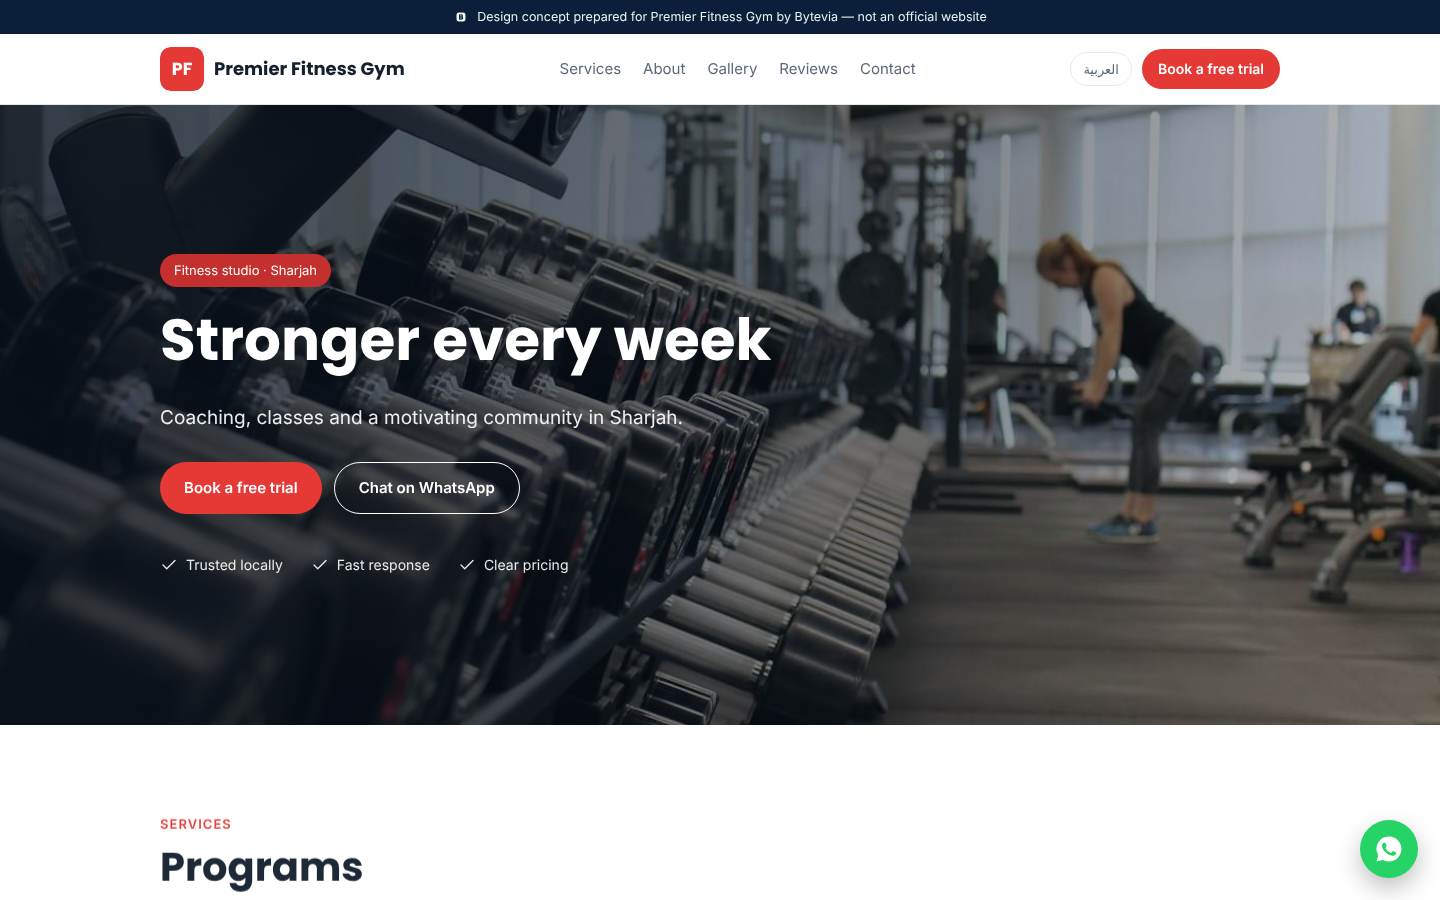 Design concept prepared for Premier Fitness Gym by Bytevia — not an official website
PF Premier Fitness Gym
Services About Gallery Reviews Contact
العربية
Book a free trial
Fitness studio · Sharjah
Stronger every week
Coaching, classes and a motivating community in Sharjah.
Book a free trial
Chat on WhatsApp
Trusted locally
Fast response
Clear pricing
SERVICES
Programs